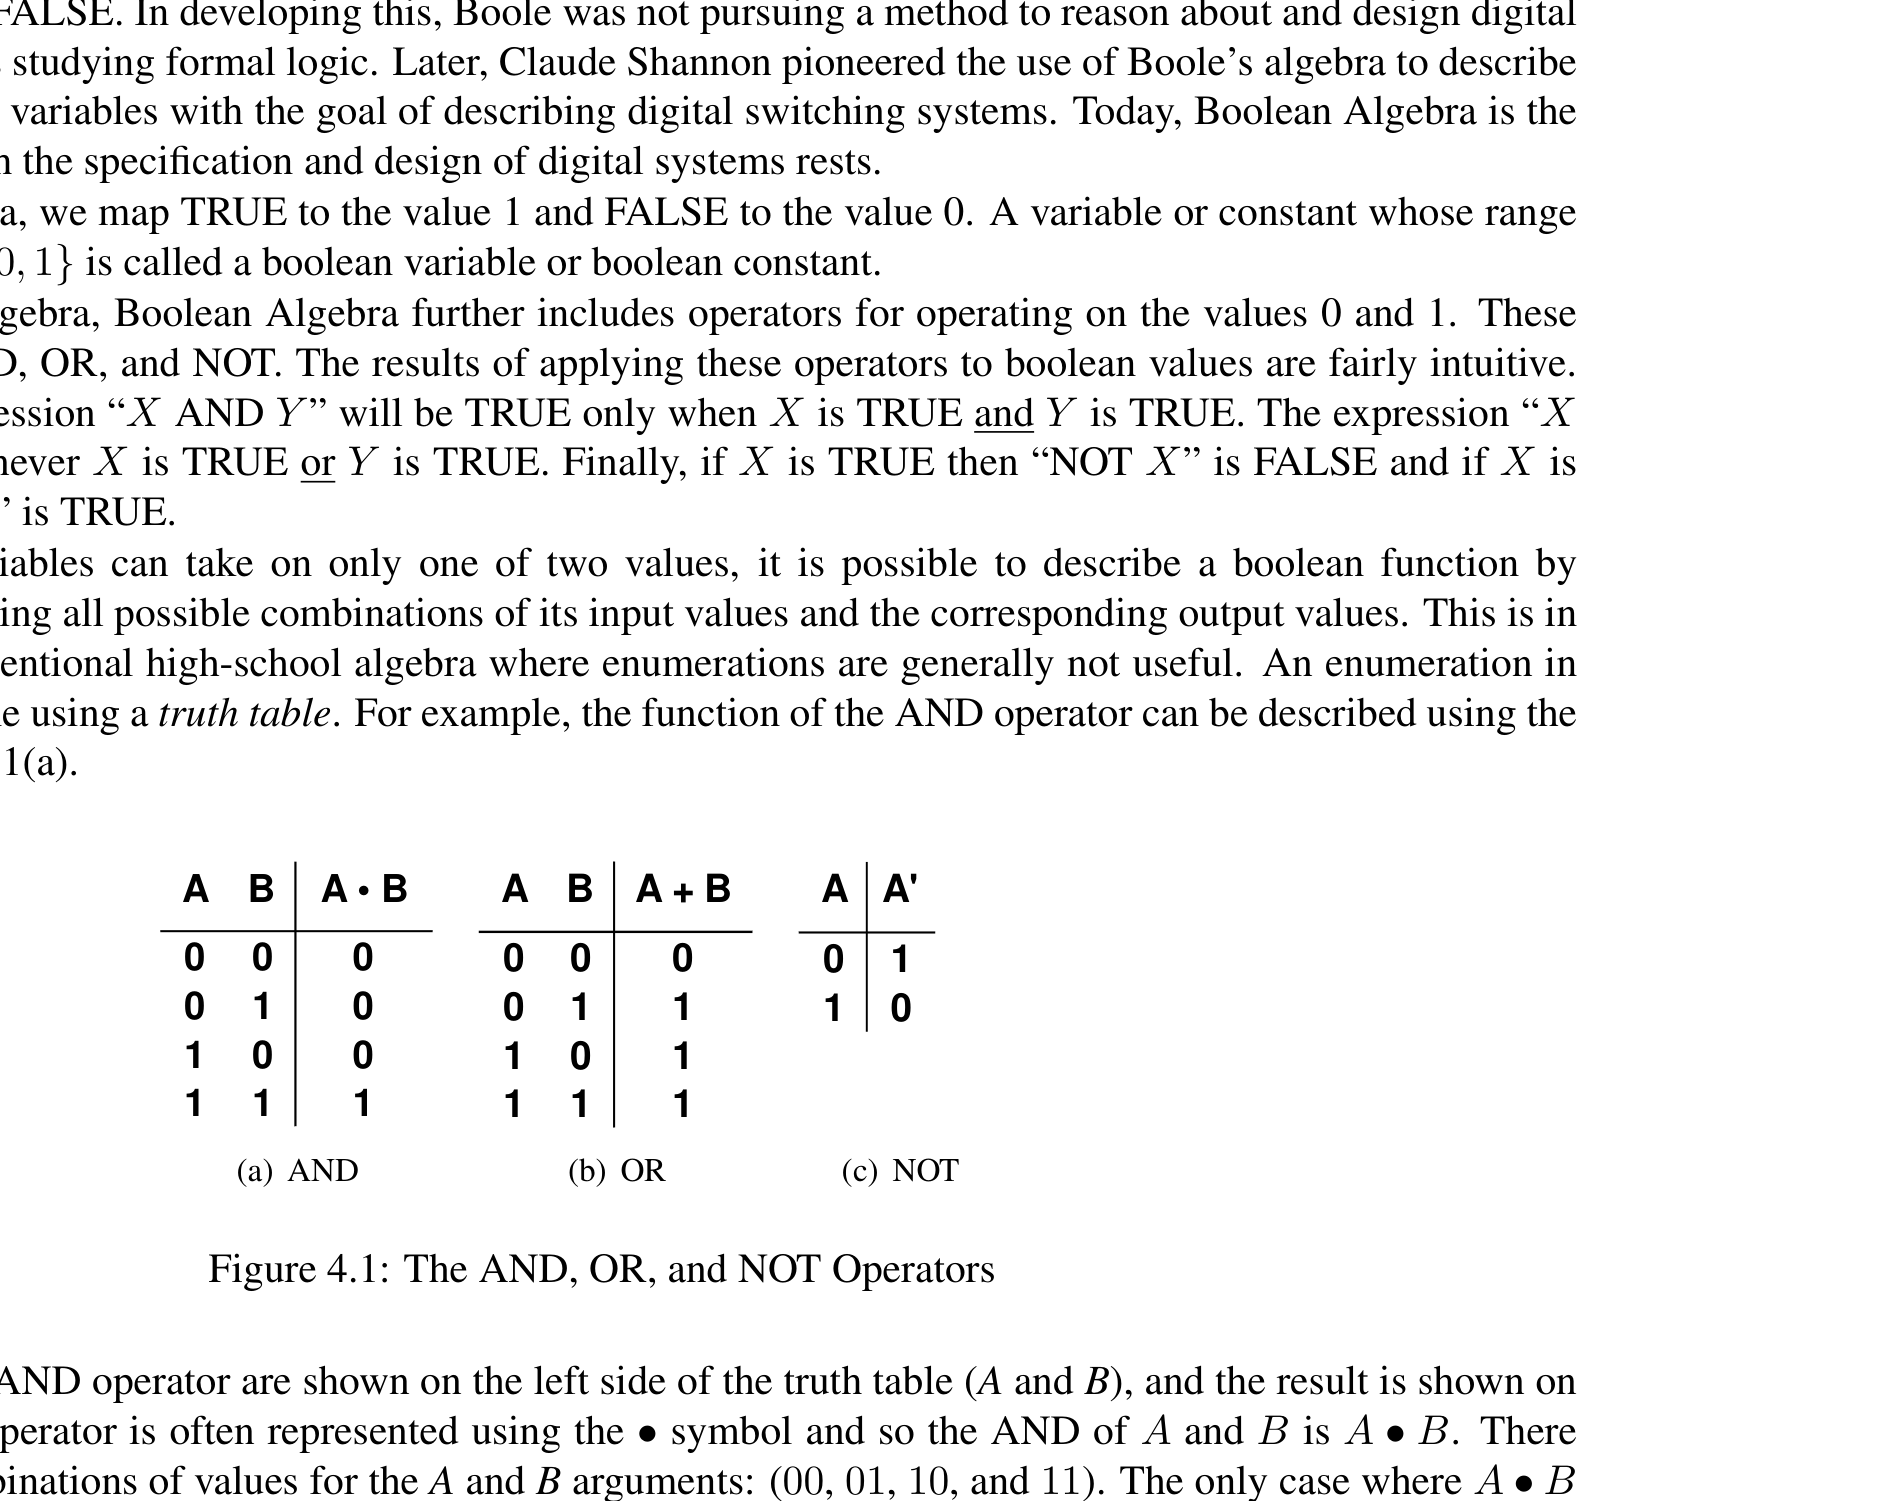 FALSE. In developing this, Boole was not pursuing a method to reason about and design digital
studying formal logic. Later, Claude Shannon pioneered the use of Boole's algebra to describe
variables with the goal of describing digital switching systems. Today, Boolean Algebra is the
the specification and design of digital systems rests.
a, we map TRUE to the value 1 and FALSE to the value 0. A variable or constant whose range
0, 1} is called a boolean variable or boolean constant.
gebra, Boolean Algebra further includes operators for operating on the values 0 and 1. These
D, OR, and NOT. The results of applying these operators to boolean values are fairly intuitive.
ession “X AND Y” will be TRUE only when X is TRUE and Y is TRUE. The expression “X
never X is TRUE or Y is TRUE. Finally, if X is TRUE then “NOT X” is FALSE and if X is
” is TRUE.
iables can take on only one of two values, it is possible to describe a boolean function by
ing all possible combinations of its input values and the corresponding output values. This is in
entional high-school algebra where enumerations are generally not useful. An enumeration in
e using a truth table. For example, the function of the AND operator can be described using the
1(a).
A B A • B
0 0 0
0 1 0
1 0 0
1 1 1
(a) AND
A B A + B
0 0 0
0 1 1
1 0 1
1 1 1
(b) OR
A A'
0 1
1 0
(c) NOT
Figure 4.1: The AND, OR, and NOT Operators
AND operator are shown on the left side of the truth table (A and B), and the result is shown on
perator is often represented using the • symbol and so the AND of A and B is A • B. There
binations of values for the A and B arguments: (00, 01, 10, and 11). The only case where A • B